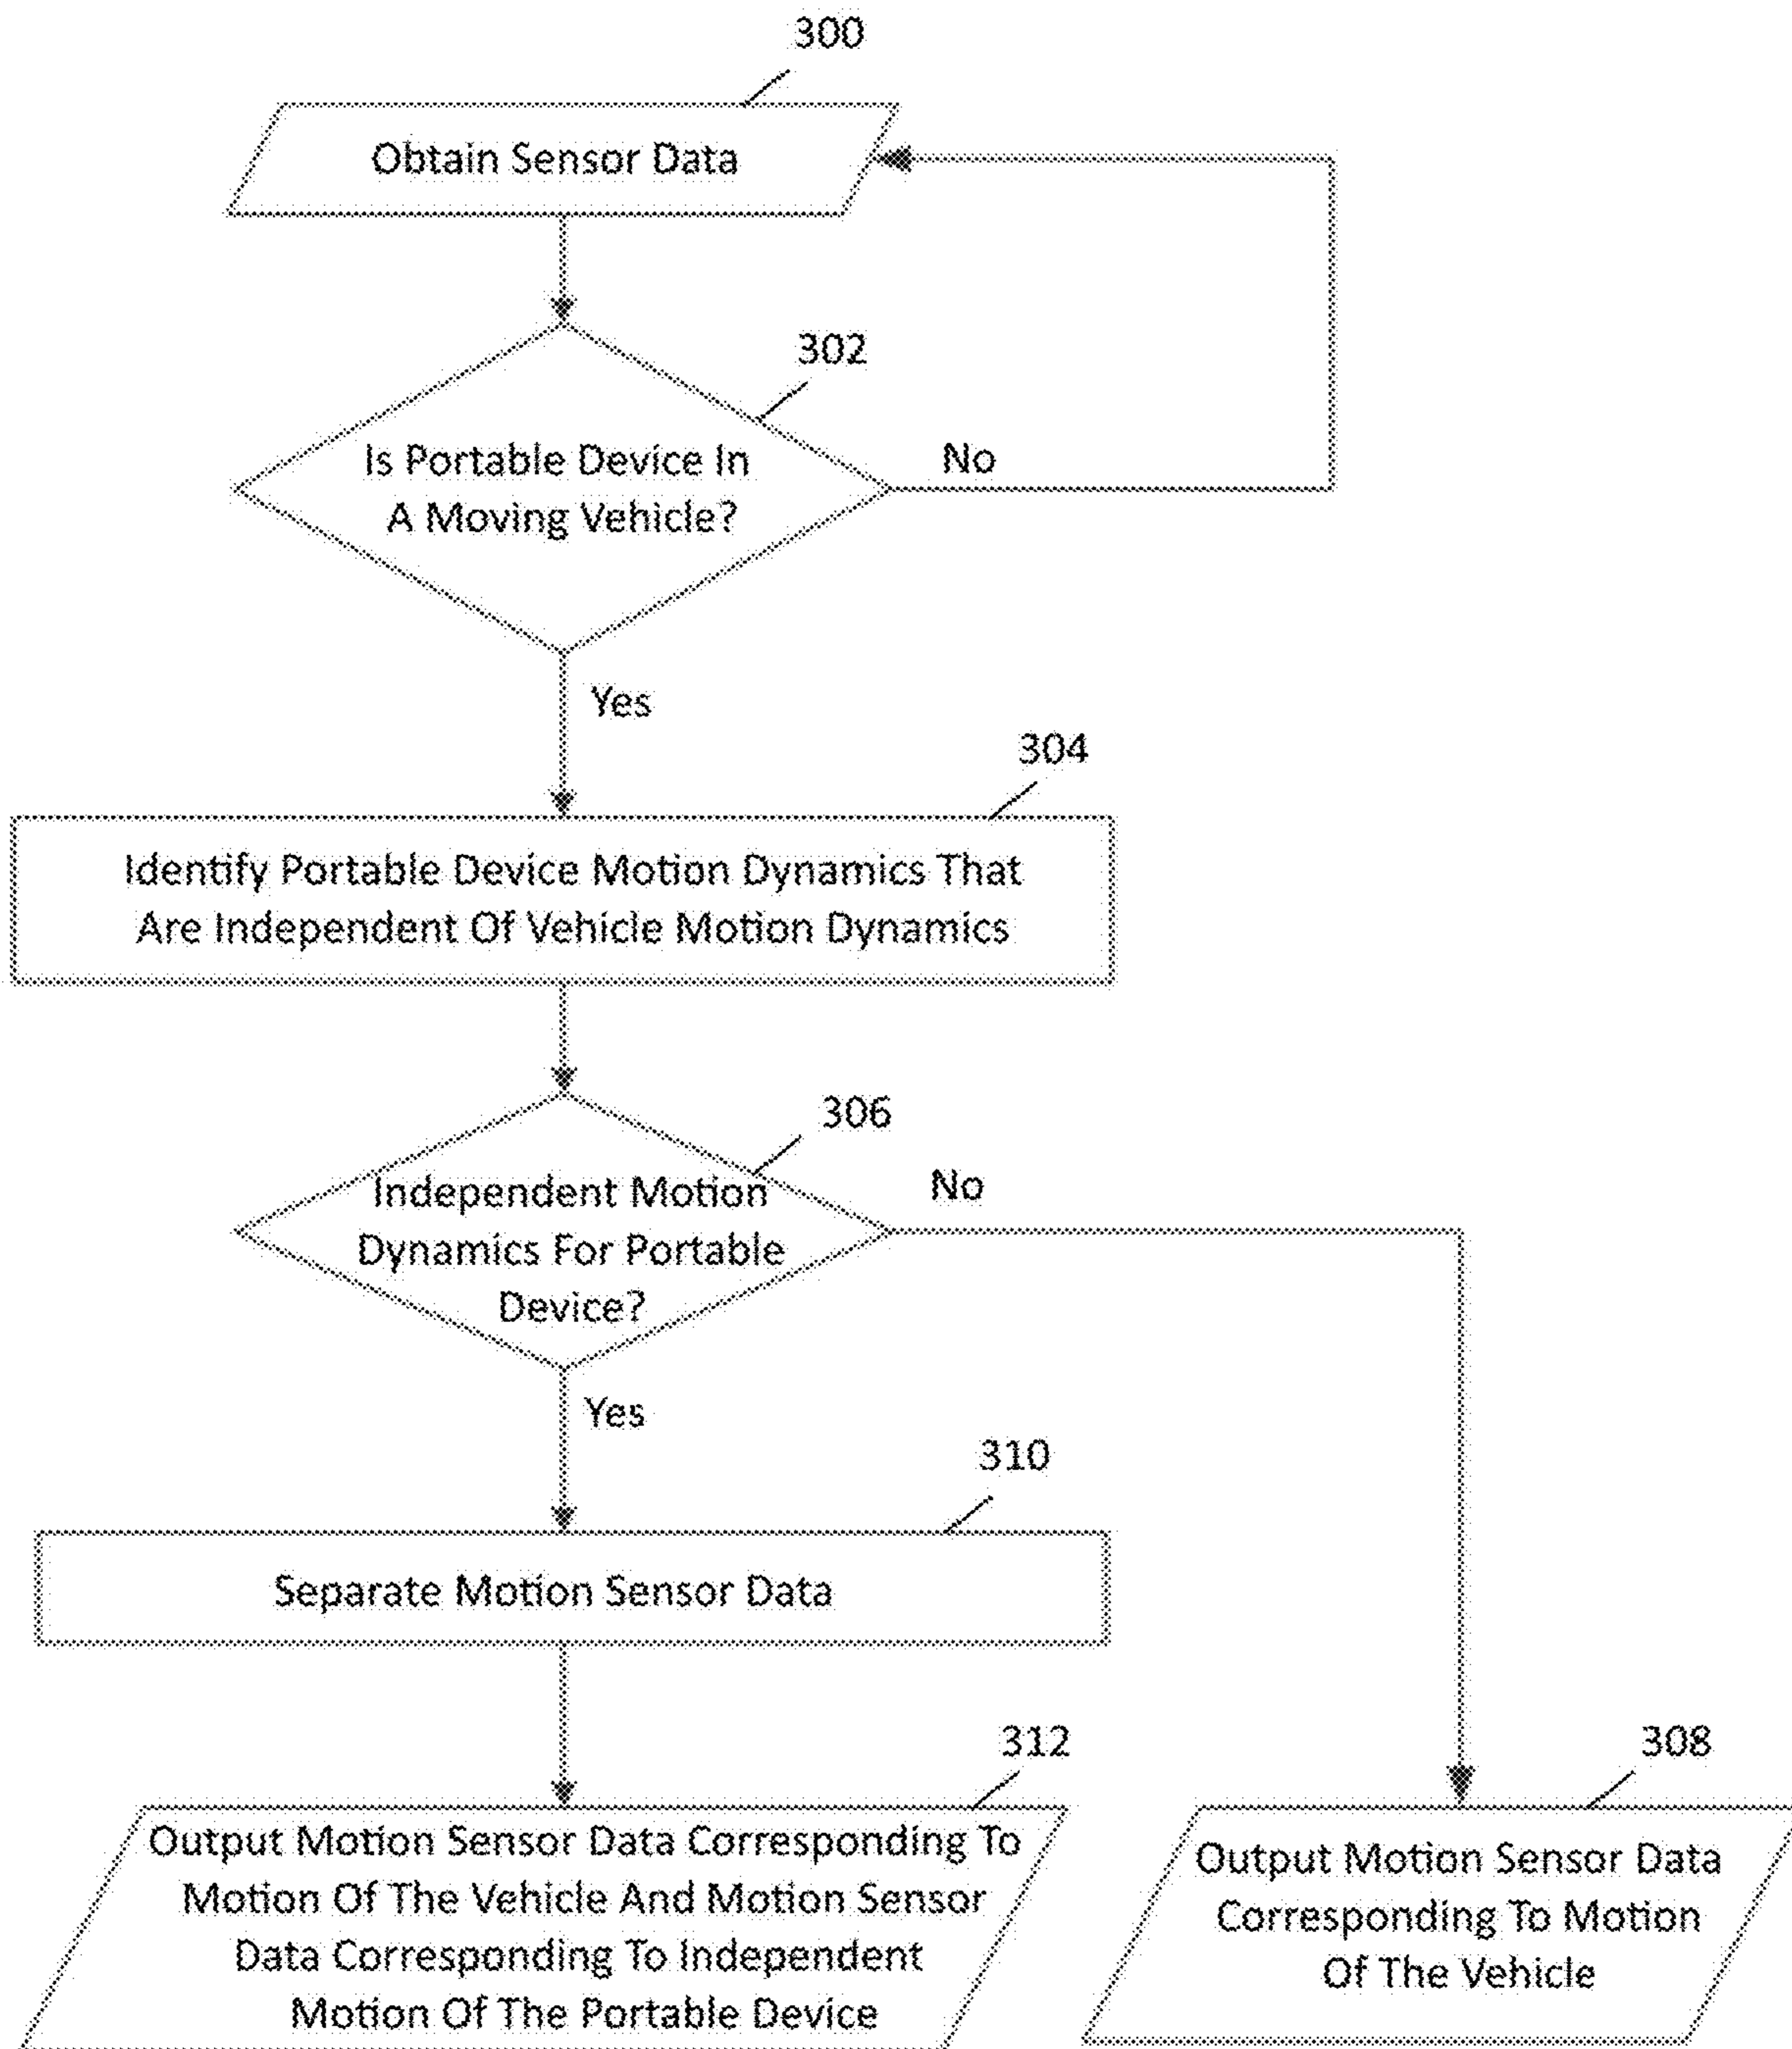 300
Obtain Sensor Data
302
Is Portable Device In
A Moving Vehicle?
No
Yes
304
Identify Portable Device Motion Dynamics That
Are Independent Of Vehicle Motion Dynamics
306
Independent Motion
Dynamics For Portable
Device?
No
Yes
310
Separate Motion Sensor Data
312
Output Motion Sensor Data Corresponding To
Motion Of The Vehicle And Motion Sensor
Data Corresponding To Independent
Motion Of The Portable Device
308
Output Motion Sensor Data
Corresponding To Motion
Of The Vehicle